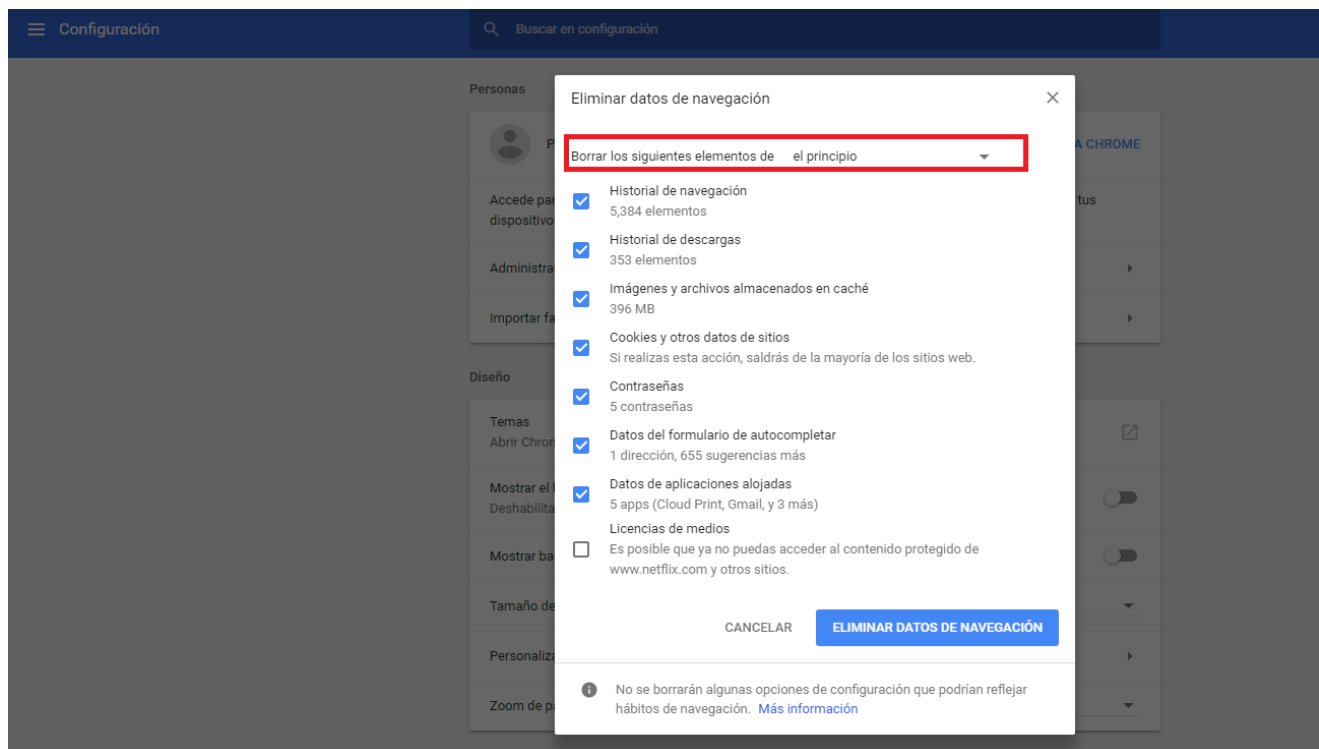 Configuración
Buscar en configuración
Personas
P
A CHROME
Accede par
tus
dispositivo
Administra
Importar fa
Diseño
Temas
Abrir Chron
Mostrar el
Deshabilita
Mostrar ba
Tamaño de
Personaliza
Zoom de pá
Eliminar datos de navegación
Borrar los siguientes elementos de el principio
Historial de navegación
5,384 elementos
Historial de descargas
353 elementos
Imágenes y archivos almacenados en caché
396 MB
Cookies y otros datos de sitios
Si realizas esta acción, saldrás de la mayoría de los sitios web.
Contraseñas
5 contraseñas
Datos del formulario de autocompletar
1 dirección, 655 sugerencias más
Datos de aplicaciones alojadas
5 apps (Cloud Print, Gmail, y 3 más)
Licencias de medios
Es posible que ya no puedas acceder al contenido protegido de
www.netflix.com y otros sitios.
CANCELAR ELIMINAR DATOS DE NAVEGACIÓN
No se borrarán algunas opciones de configuración que podrían reflejar
hábitos de navegación. Más información